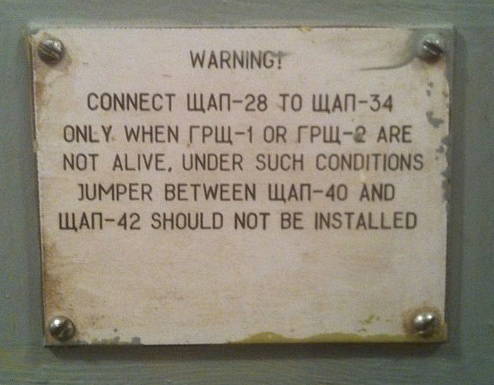 WARNING!
CONNECT ЩАП-28 TO ЩАП-34
ONLY WHEN ГРЩ-1 OR ГРЩ-2 ARE
NOT ALIVE, UNDER SUCH CONDITIONS
JUMPER BETWEEN ЩАП-40 AND
ЩАП-42 SHOULD NOT BE INSTALLED